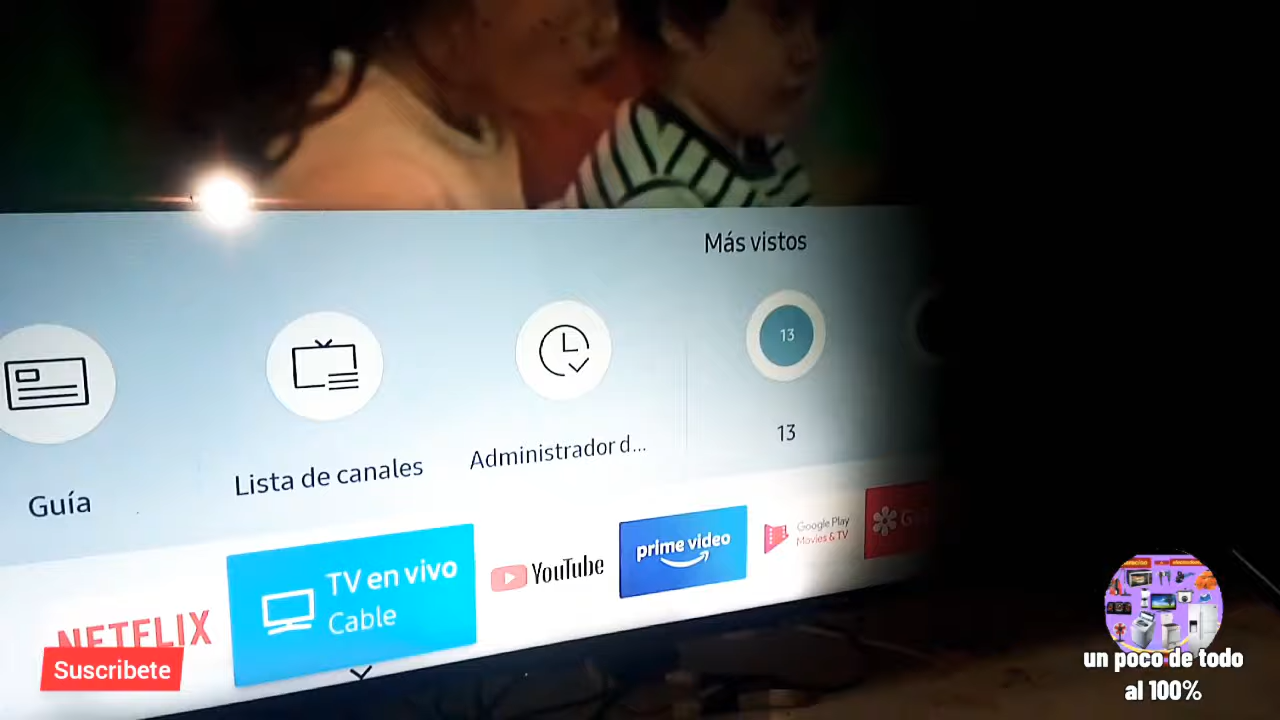 Más vistos
13
13
Administrador d...
Lista de canales
Guía
TV en vivo
Cable
YouTube
prime video
Google Play
Movies & TV
NETFLIX
Suscribete
un poco de todo
al 100%